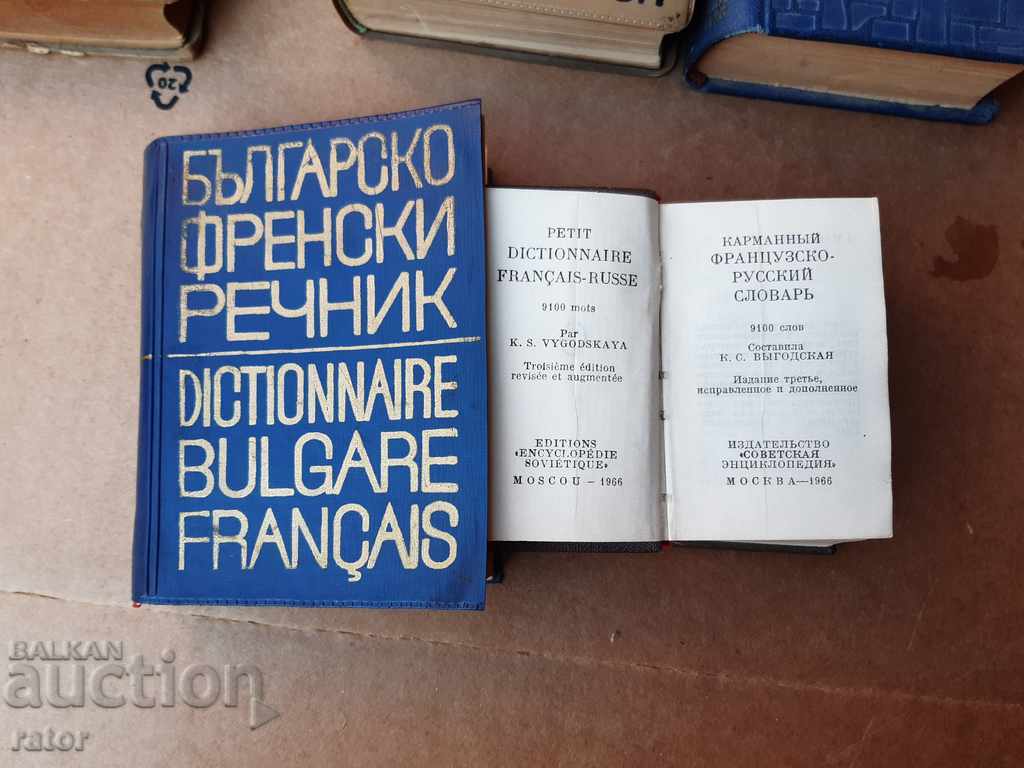 20
БЪЛГАРСКО
ФРЕНСКИ
РЕЧНИК
DICTIONNAIRE
BULGARE
FRANÇAIS
PETIT
DICTIONNAIRE
FRANÇAIS-RUSSE
9100 mots
Par
K. S. VYGODSKAYA
Troisième édition
revisée et augmentée
EDITIONS
«ENCYCLOPÉDIE
SOVIÉTIQUE»
MOSCOU – 1966
КАРМАННЫЙ
ФРАНЦУЗСКО-
РУССКИЙ
СЛОВАРЬ
9100 слов
Составила
К. С. ВЫГОДСКАЯ
Издание третье,
исправленное и дополненное
ИЗДАТЕЛЬСТВО
«СОВЕТСКАЯ
ЭНЦИКЛОПЕДИЯ»
МОСКВА—1966
BALKAN
auction
rator